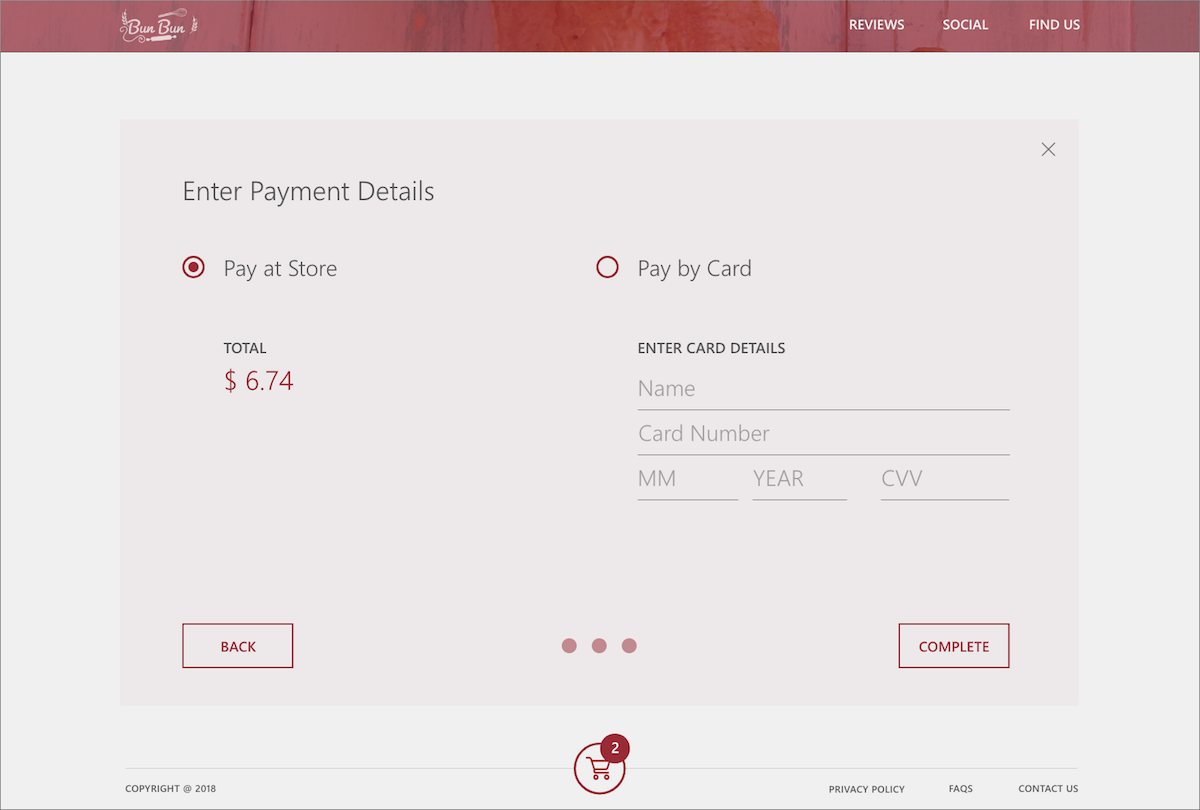 Bun Bun
REVIEWS SOCIAL FIND US
Enter Payment Details
Pay at Store
Pay by Card
TOTAL
$ 6.74
ENTER CARD DETAILS
Name
Card Number
MM YEAR CVV
BACK
COMPLETE
2
COPYRIGHT @ 2018
PRIVACY POLICY FAQS CONTACT US